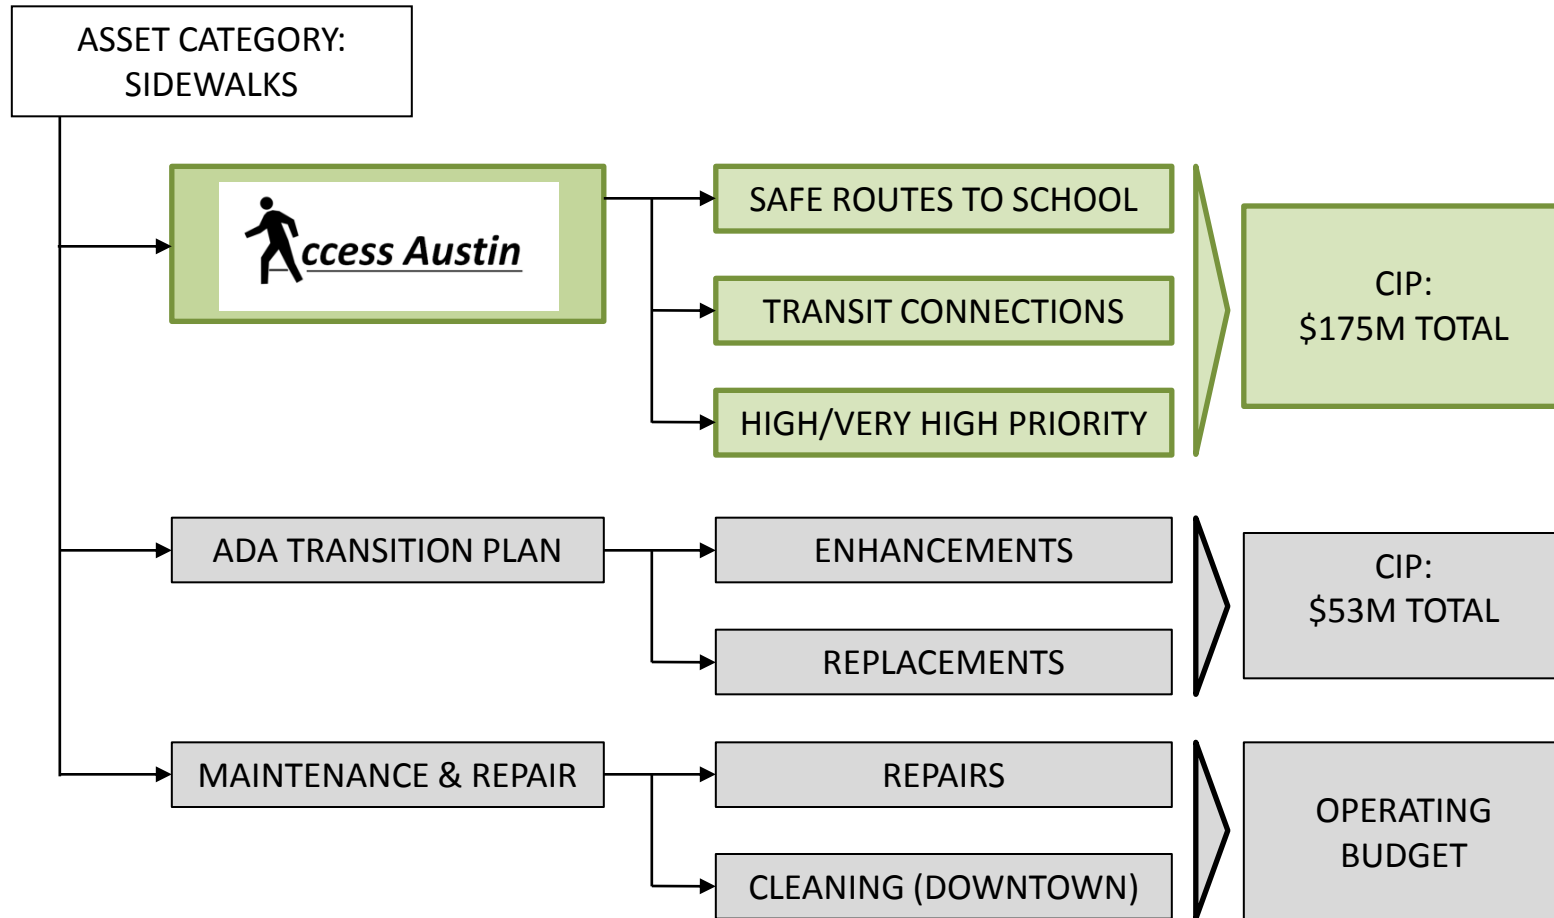 ASSET CATEGORY:
SIDEWALKS
ccess Austin
SAFE ROUTES TO SCHOOL
TRANSIT CONNECTIONS
HIGH/VERY HIGH PRIORITY
CIP:
$175M TOTAL
ADA TRANSITION PLAN
ENHANCEMENTS
REPLACEMENTS
CIP:
$53M TOTAL
MAINTENANCE & REPAIR
REPAIRS
CLEANING (DOWNTOWN)
OPERATING
BUDGET